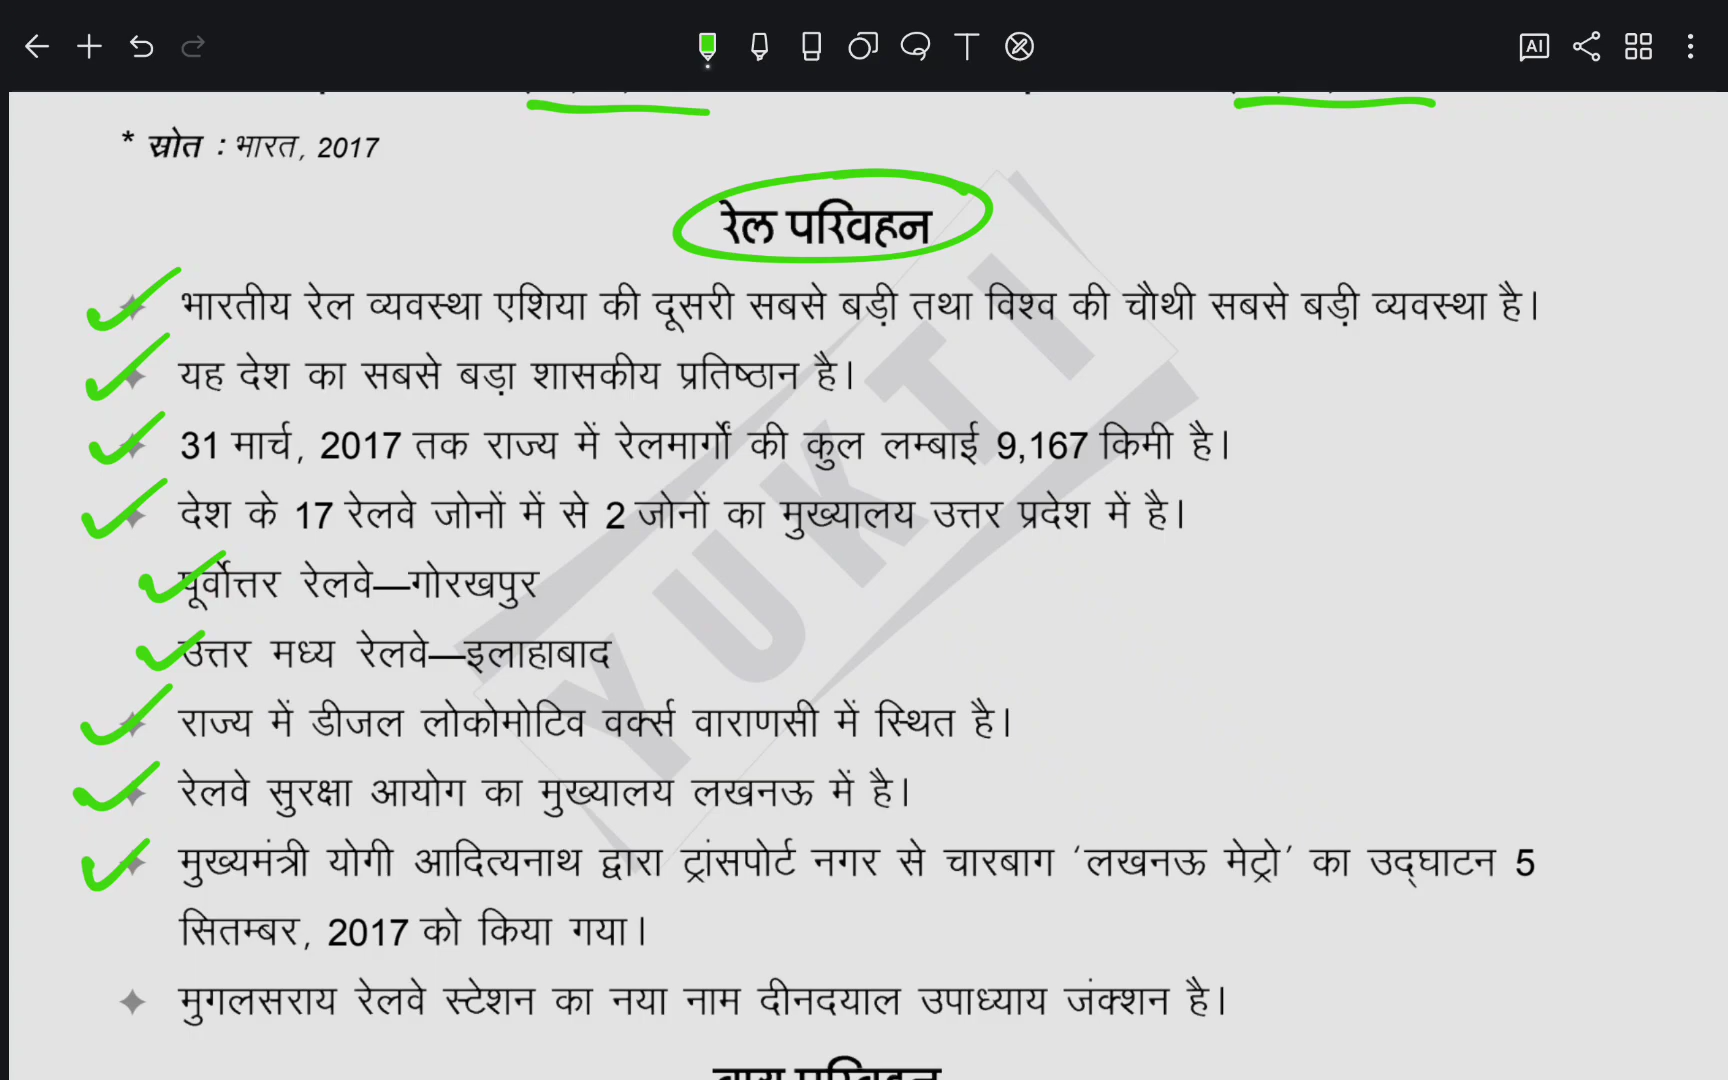 AI
* स्रोत : भारत, 2017
रेल परिवहन
भारतीय रेल व्यवस्था एशिया की दूसरी सबसे बड़ी तथा विश्व की चौथी सबसे बड़ी व्यवस्था है।
यह देश का सबसे बड़ा शासकीय प्रतिष्ठान है।
31 मार्च, 2017 तक राज्य में रेलमार्गों की कुल लम्बाई 9,167 किमी है।
देश के 17 रेलवे जोनों में से 2 जोनों का मुख्यालय उत्तर प्रदेश में है।
पूर्वोत्तर रेलवे—गोरखपुर
उत्तर मध्य रेलवे—इलाहाबाद
राज्य में डीजल लोकोमोटिव वर्क्स वाराणसी में स्थित है।
रेलवे सुरक्षा आयोग का मुख्यालय लखनऊ में है।
मुख्यमंत्री योगी आदित्यनाथ द्वारा ट्रांसपोर्ट नगर से चारबाग 'लखनऊ मेट्रो' का उद्घाटन 5
सितम्बर, 2017 को किया गया।
मुगलसराय रेलवे स्टेशन का नया नाम दीनदयाल उपाध्याय जंक्शन है।
YUKTI